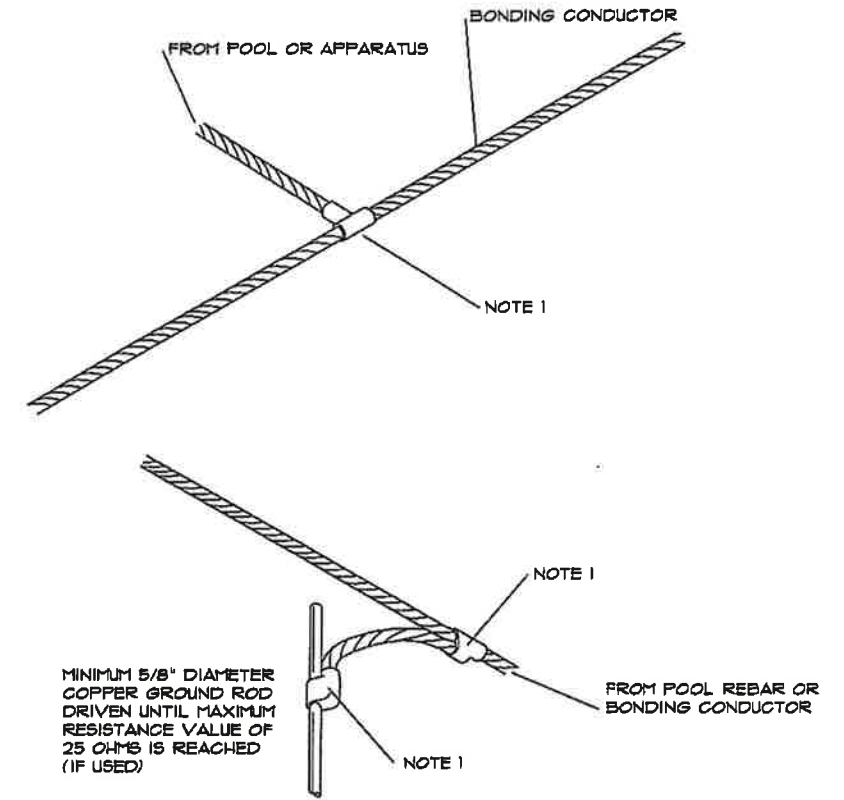 BONDING CONDUCTOR
FROM POOL OR APPARATUS
NOTE 1
NOTE 1
MINIMUM 5/8" DIAMETER
COPPER GROUND ROD
DRIVEN UNTIL MAXIMUM
RESISTANCE VALUE OF
25 OHMS IS REACHED
(IF USED)
FROM POOL REBAR OR
BONDING CONDUCTOR
NOTE 1